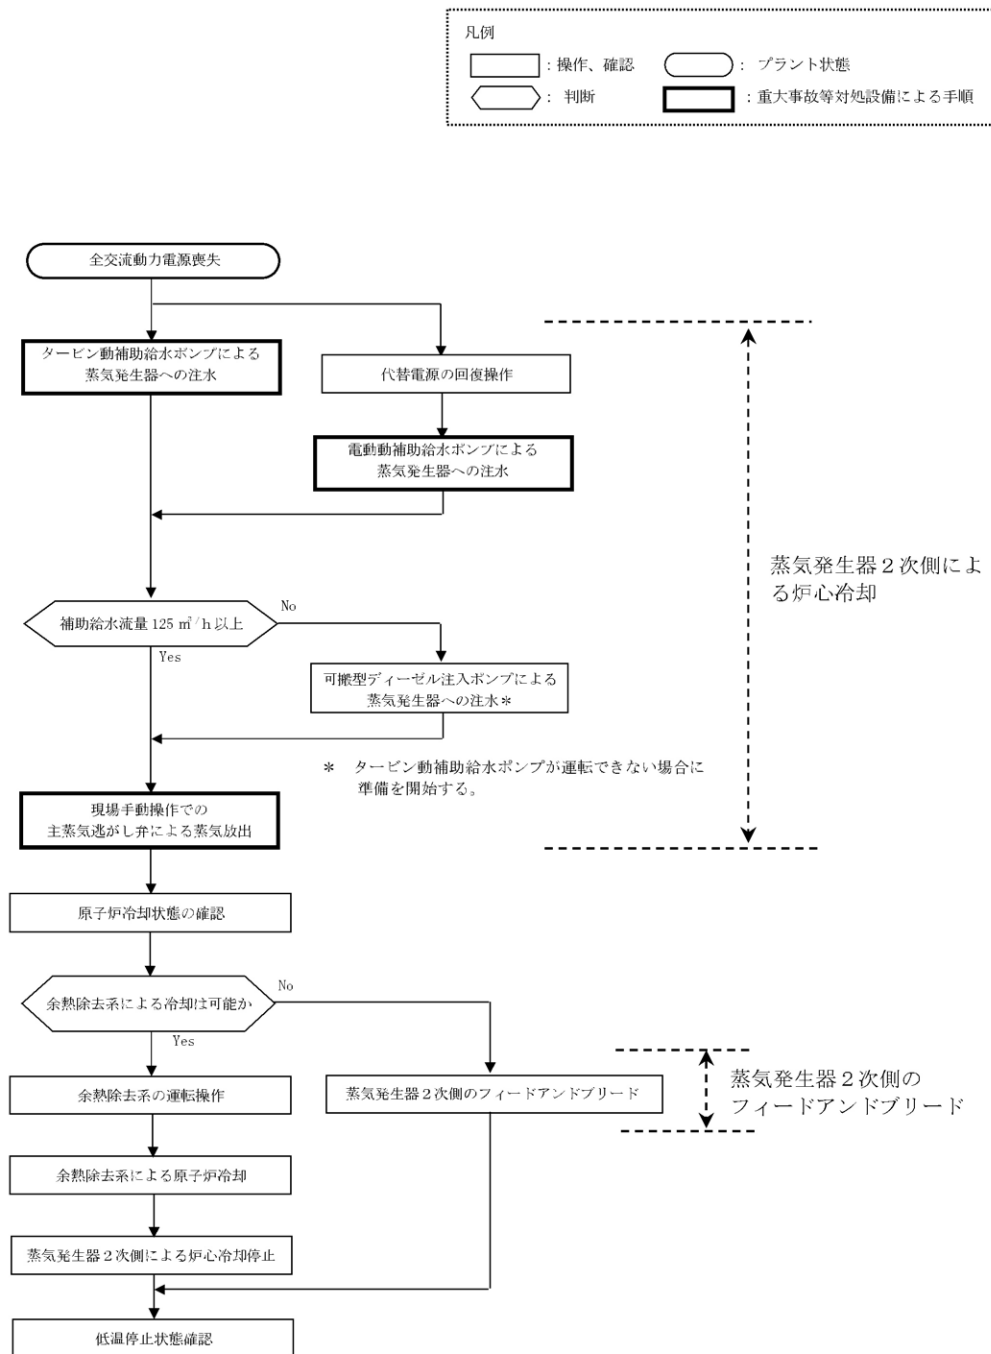 凡例
：操作、確認
： プラント状態
： 判断
：重大事故等対処設備による手順
全交流動力電源喪失
タービン動補助給水ポンプによる
蒸気発生器への注水
代替電源の回復操作
電動動補助給水ポンプによる
蒸気発生器への注水
蒸気発生器２次側によ
る炉心冷却
補助給水流量 125 ㎥/h 以上
No
Yes
可搬型ディーゼル注入ポンプによる
蒸気発生器への注水＊
＊ タービン動補助給水ポンプが運転できない場合に
準備を開始する。
現場手動操作での
主蒸気逃がし弁による蒸気放出
原子炉冷却状態の確認
余熱除去系による冷却は可能か
No
Yes
余熱除去系の運転操作
蒸気発生器２次側のフィードアンドブリード
蒸気発生器２次側の
フィードアンドブリード
余熱除去系による原子炉冷却
蒸気発生器２次側による炉心冷却停止
低温停止状態確認